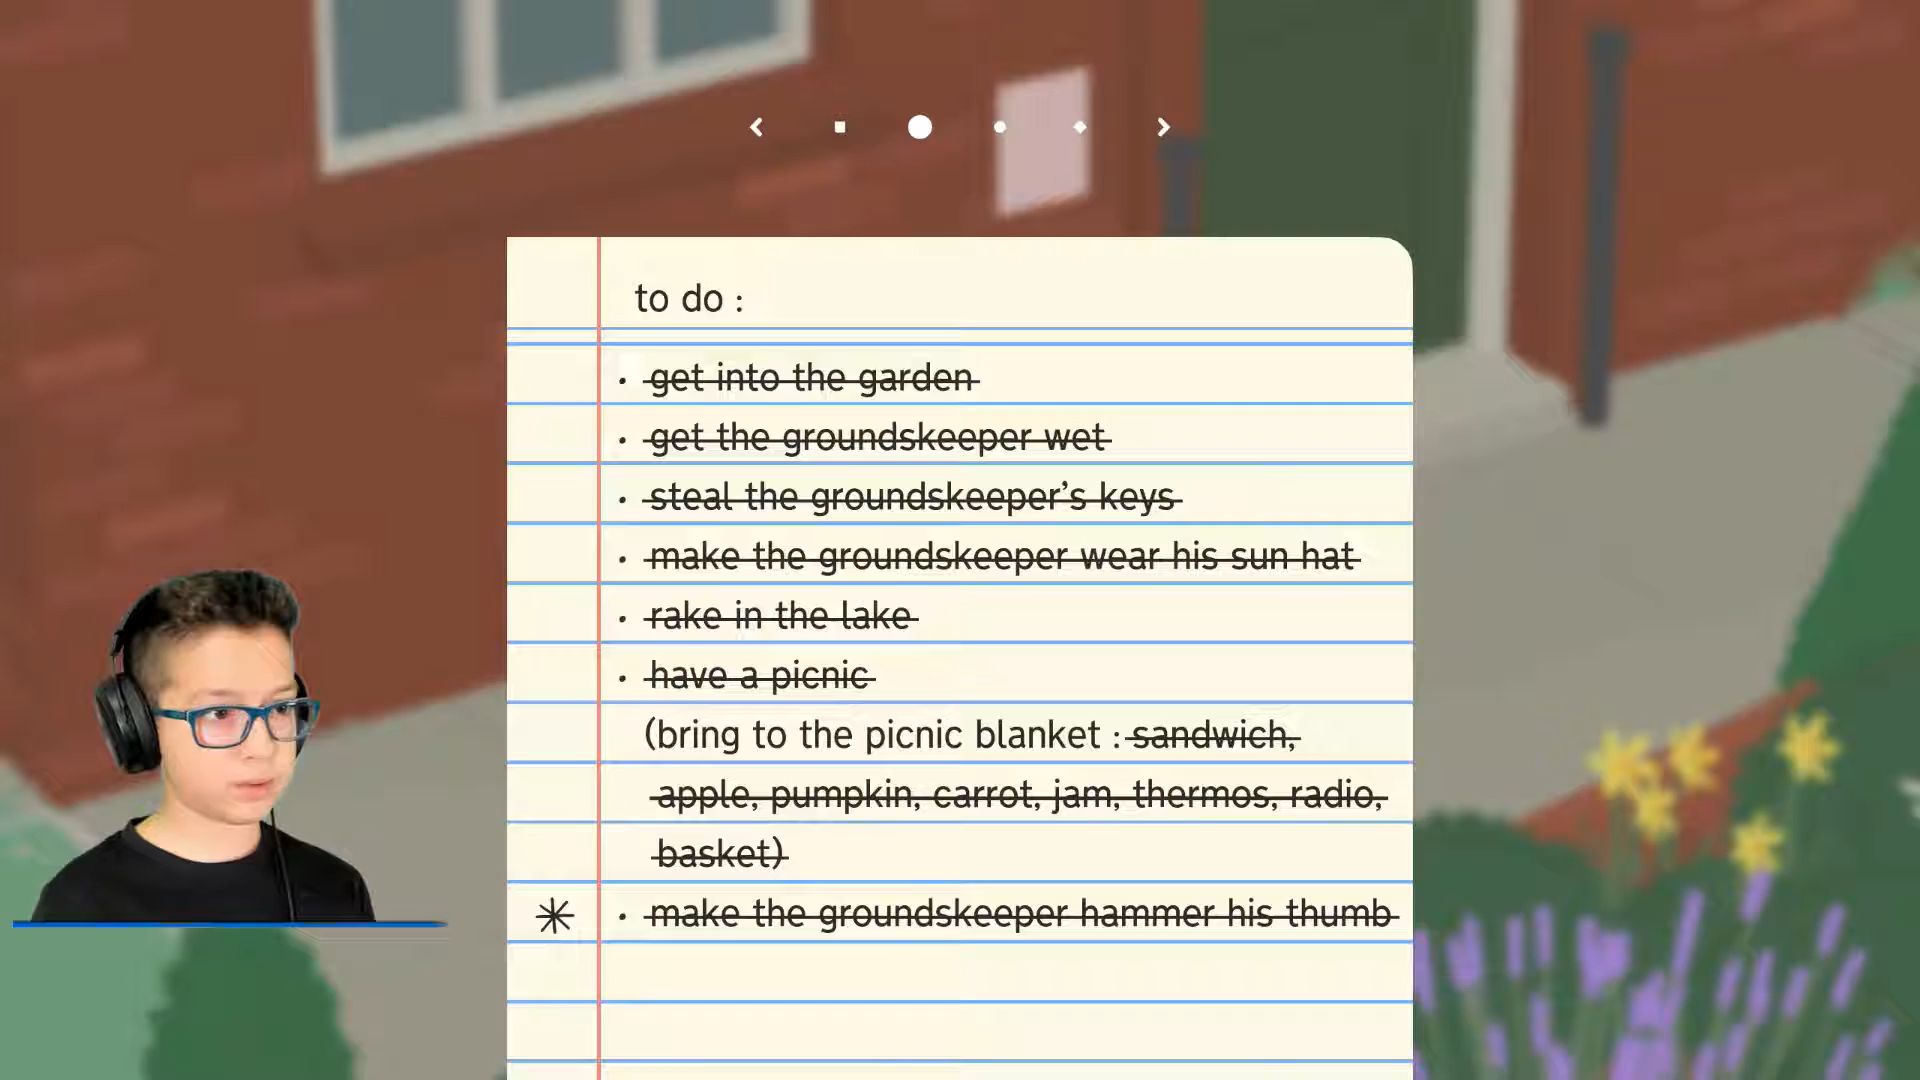 to do :
· get into the garden
· get the groundskeeper wet
· steal the groundskeeper’s keys
· make the groundskeeper wear his sun hat
· rake in the lake
· have a picnic
(bring to the picnic blanket : sandwich,
apple, pumpkin, carrot, jam, thermos, radio,
basket)
· make the groundskeeper hammer his thumb